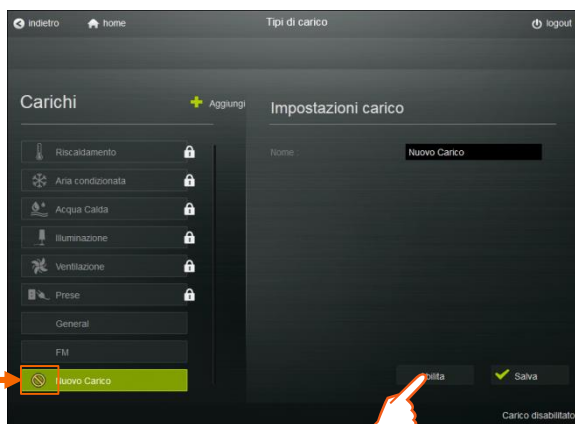 indietro home Tipi di carico logout
Carichi Aggiungi
Impostazioni carico
Riscaldamento
Nome Nuovo Carico
Aria condizionata
Acqua Calda
Illuminazione
Ventilazione
Prese
General
FM
Nuovo Carico
Salva
Carico disabilitato